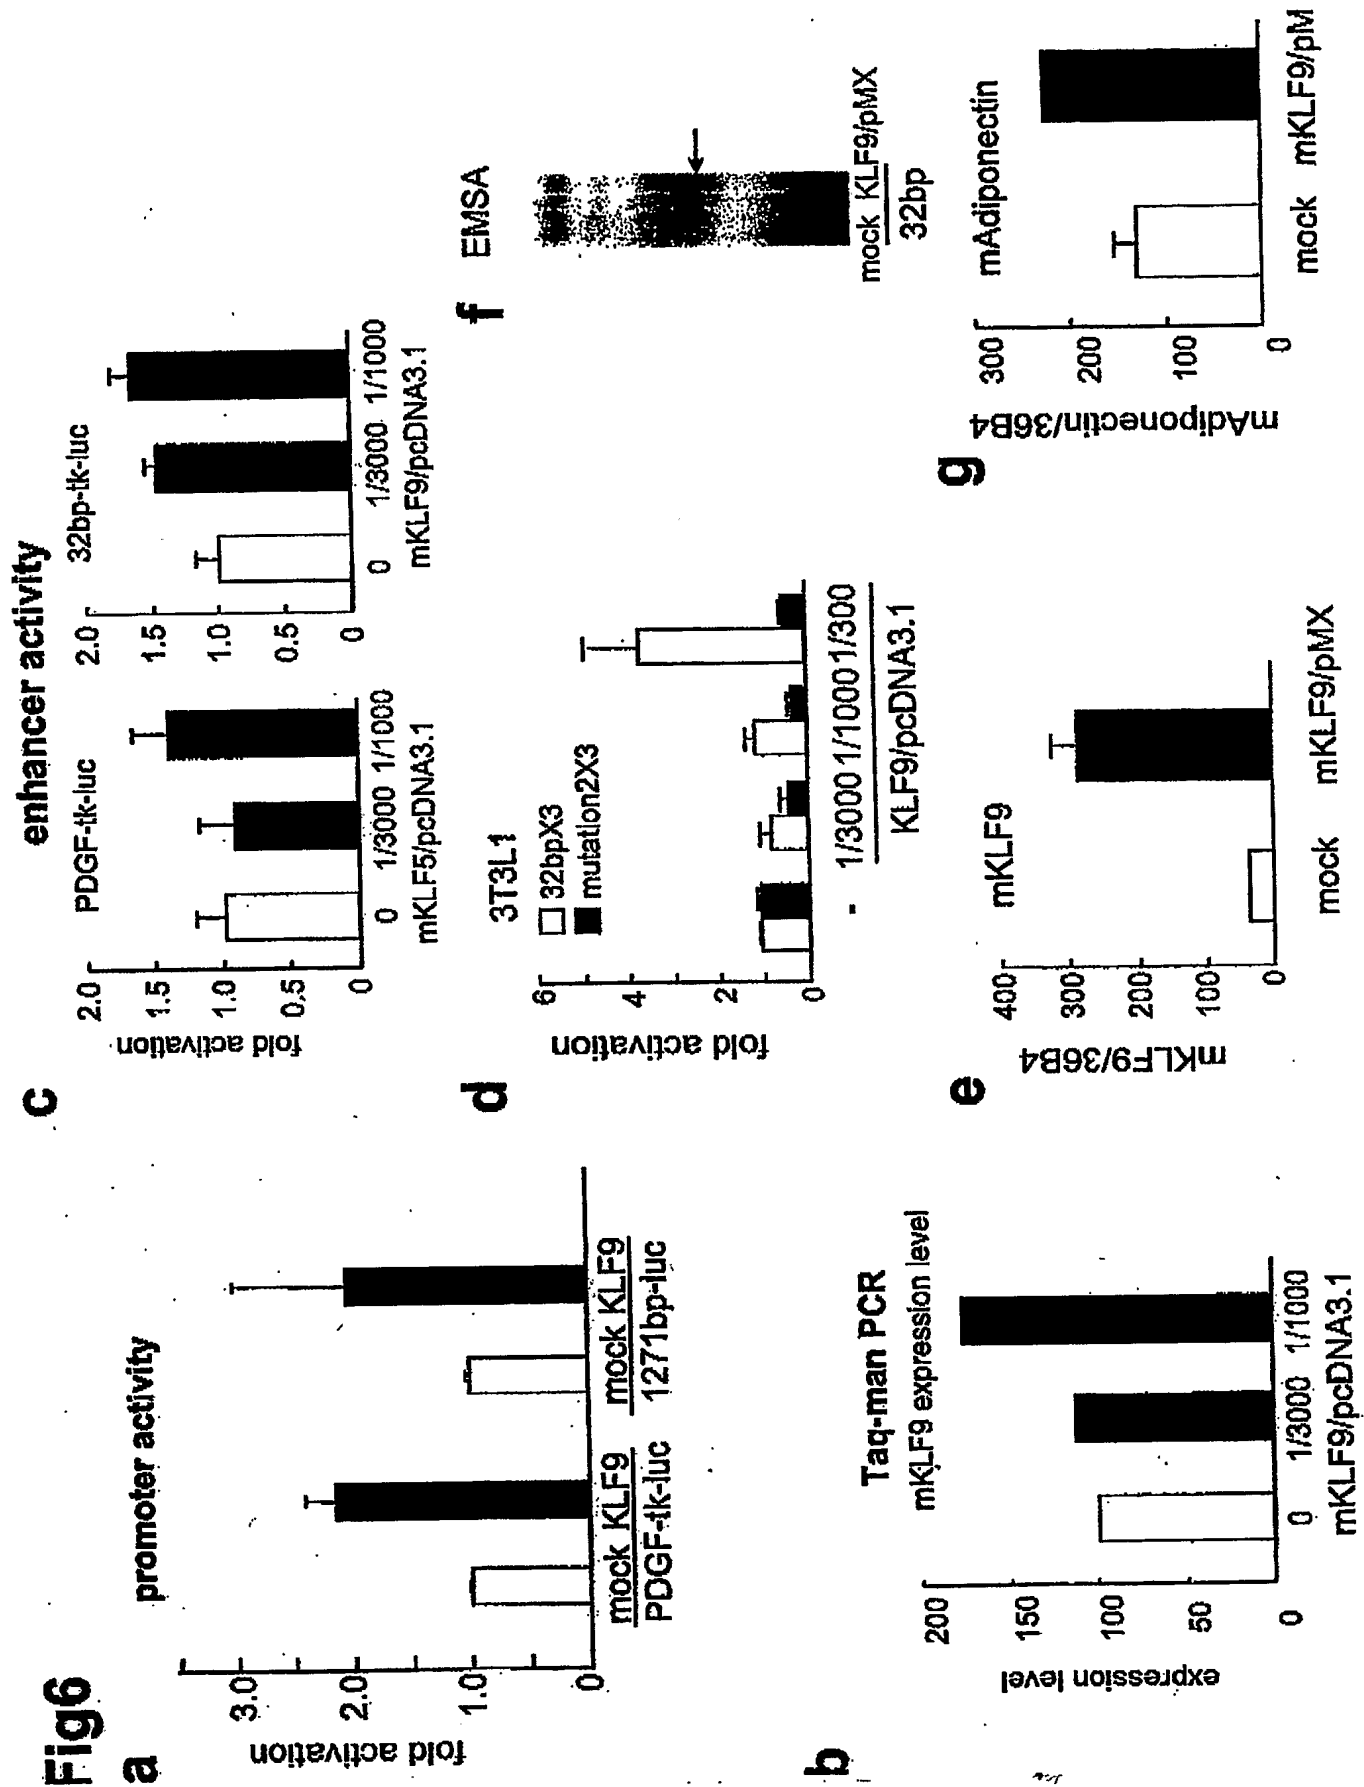 Fig6
a
promoter activity
fold activation
3.0
2.0
1.0
0
mock KLF9
PDGF-tk-luc
mock KLF9
1271bp-luc
b
Taq-man PCR
mKLF9 expression level
expression level
200
150
100
50
0
0 1/3000 1/1000
mKLF9/pcDNA3.1
c
enhancer activity
PDGF-tk-luc
fold activation
2.0
1.5
1.0
0.5
0
0 1/3000 1/1000
mKLF5/pcDNA3.1
32bp-tk-luc
2.0
1.5
1.0
0.5
0
0 1/3000 1/1000
mKLF9/pcDNA3.1
d
3T3L1
32bpX3
mutation2X3
fold activation
6
4
2
0
- 1/3000 1/1000 1/300
KLF9/pcDNA3.1
e
mKLF9
mKLF9/36B4
400
300
200
100
0
mock mKLF9/pMX
f
EMSA
mock KLF9/pMX
32bp
g
mAdiponectin
mAdiponectin/36B4
300
200
100
0
mock mKLF9/pM